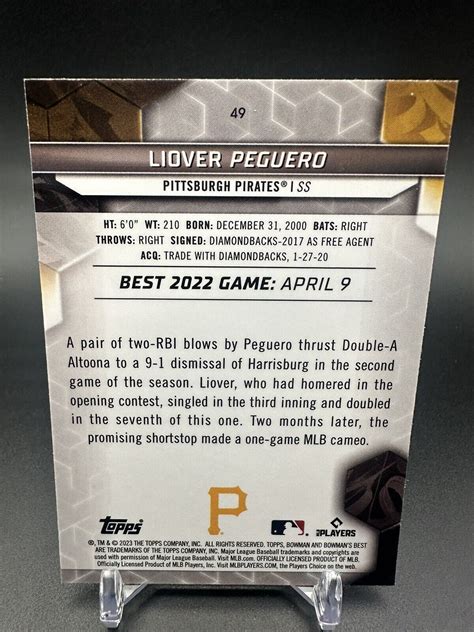 49
LIOVER PEGUERO
PITTSBURGH PIRATES® I SS
HT: 6'0" WT: 210 BORN: DECEMBER 31, 2000 BATS: RIGHT
THROWS: RIGHT SIGNED: DIAMONDBACKS-2017 AS FREE AGENT
ACQ: TRADE WITH DIAMONDBACKS, 1-27-20
BEST 2022 GAME: APRIL 9
A pair of two-RBI blows by Peguero thrust Double-A
Altoona to a 9-1 dismissal of Harrisburg in the second
game of the season. Liover, who had homered in the
opening contest, singled in the third inning and doubled
in the seventh of this one. Two months later, the
promising shortstop made a one-game MLB cameo.
P
Topps
MLB PLAYERS
®, TM & © 2023 THE TOPPS COMPANY, INC. ALL RIGHTS RESERVED. TOPPS, BOWMAN AND BOWMAN'S BEST
ARE TRADEMARKS OF THE TOPPS COMPANY, INC. Major League Baseball trademarks and copyrights are
used with permission of Major League Baseball. Visit MLB.com. OFFICIALLY LICENSED PRODUCT OF MLB.
Officially Licensed Product of MLB Players, Inc. Visit MLBPLAYERS.COM, the Players Choice on the web.